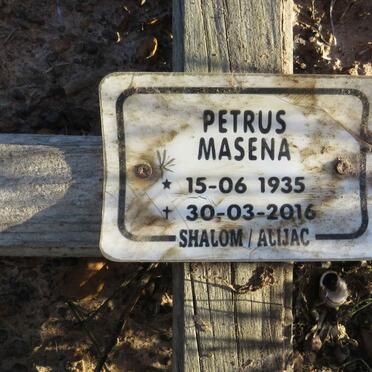 PETRUS
MASENA
* 15-06 1935
† 30-03-2016
SHALOM / ALIJAC